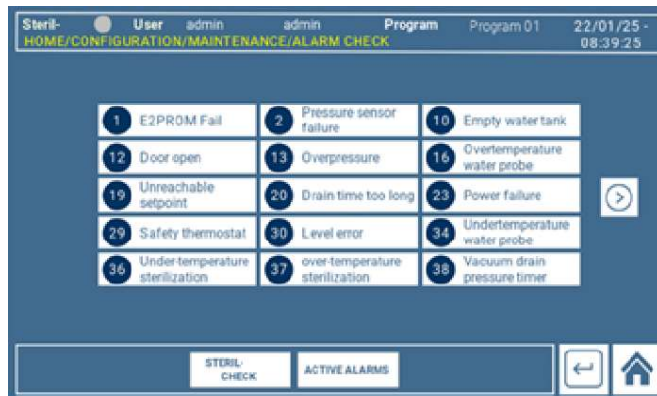 Steril- User admin admin Program Program 01 22/01/25 -
HOME/CONFIGURATION/MAINTENANCE/ALARM CHECK 08:39:25
1 E2PROM Fail 2 Pressure sensor failure 10 Empty water tank
12 Door open 13 Overpressure 16 Overtemperature water probe
19 Unreachable setpoint 20 Drain time too long 23 Power failure
29 Safety thermostat 30 Level error 34 Undertemperature water probe
36 Under-temperature sterilization 37 over-temperature sterilization 38 Vacuum drain pressure timer
STERIL-
CHECK
ACTIVE ALARMS